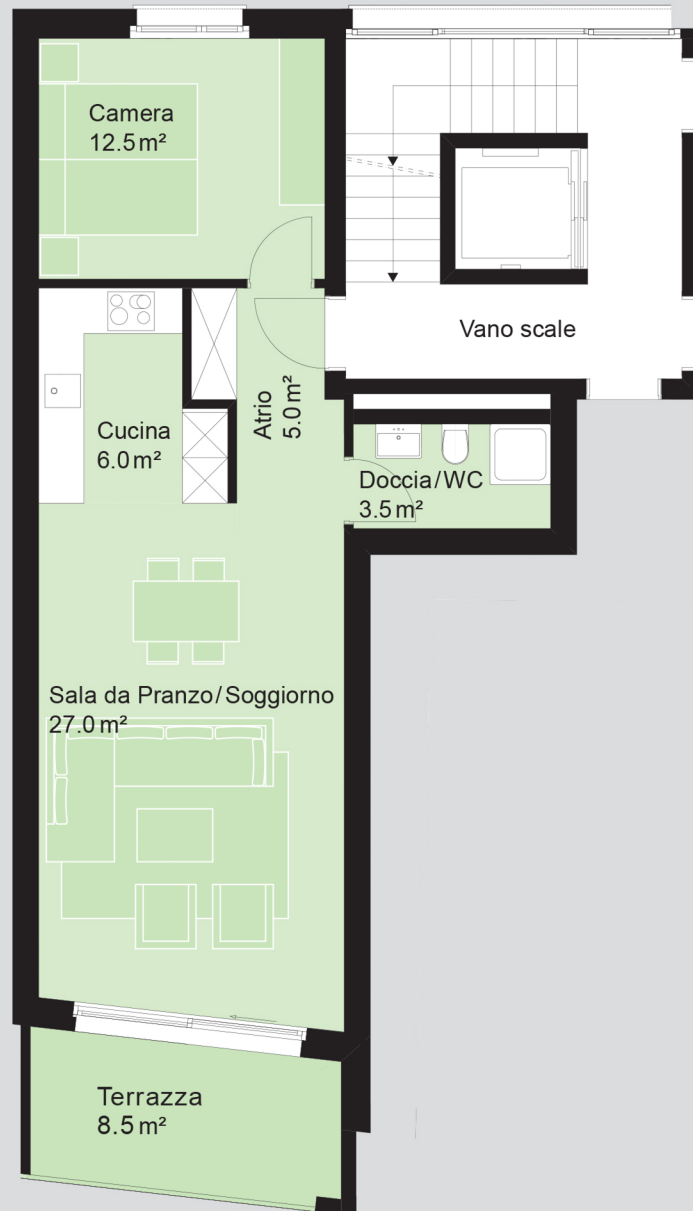 Camera
12.5 m²
Vano scale
Atrio
5.0 m²
Cucina
6.0 m²
Doccia/WC
3.5 m²
Sala da Pranzo/Soggiorno
27.0 m²
Terrazza
8.5 m²